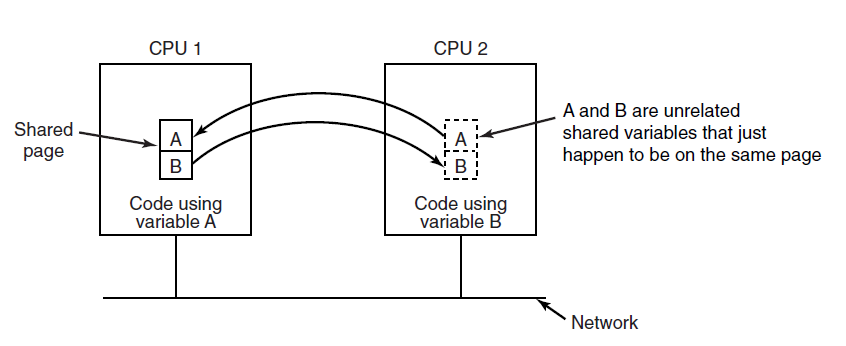 CPU 1
CPU 2
Shared
page
A
B
A
B
A and B are unrelated
shared variables that just
happen to be on the same page
Code using
variable A
Code using
variable B
Network